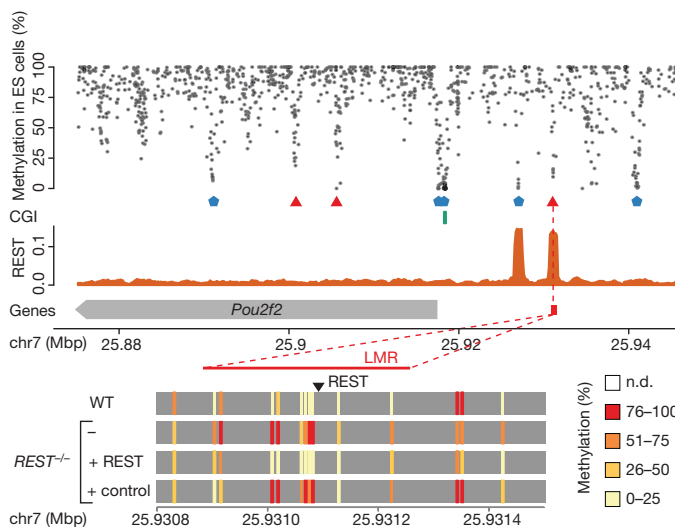 Methylation in ES cells (%)
100
75
50
25
0
CGI
REST
0.1
0.0
Genes
Pou2f2
chr7 (Mbp)
25.88
25.9
25.92
25.94
LMR
REST
WT
REST–/–
–
+ REST
+ control
chr7 (Mbp)
25.9308
25.9310
25.9312
25.9314
Methylation (%)
n.d.
76–100
51–75
26–50
0–25